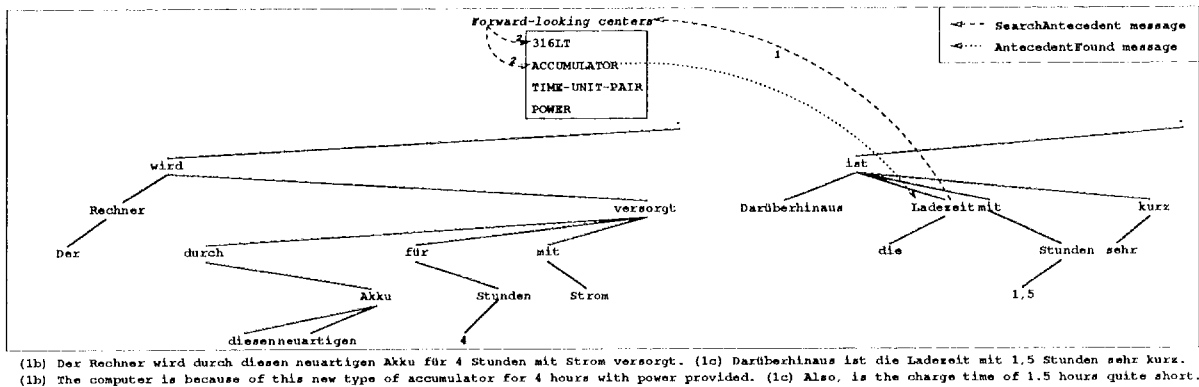 Forward-looking centers
SearchAntecedent message
AntecedentFound message
2
316LT
1
2
ACCUMULATOR
TIME-UNIT-PAIR
POWER
.
.
wird
ist
Rechner
versorgt
Darüberhinaus
Ladezeit mit
kurz
Der
durch
für
mit
die
Stunden sehr
Akku
Stunden
Strom
1,5
diesen neuartigen
4
(1b) Der Rechner wird durch diesen neuartigen Akku für 4 Stunden mit Strom versorgt. (1c) Darüberhinaus ist die Ladezeit mit 1,5 Stunden sehr kurz.
(1b) The computer is because of this new type of accumulator for 4 hours with power provided. (1c) Also, is the charge time of 1.5 hours quite short.